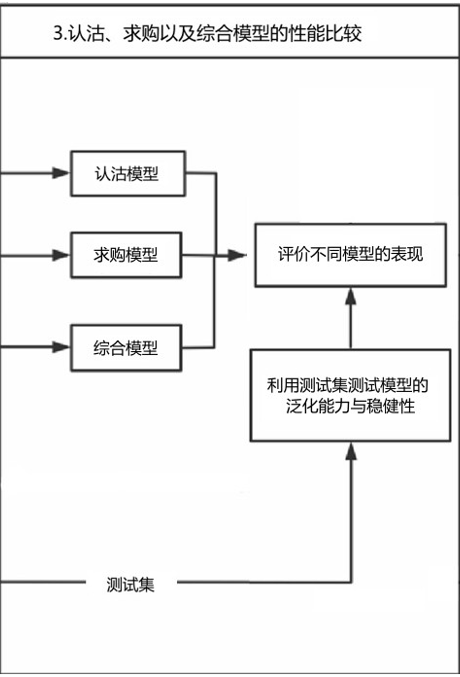 3.认沽、求购以及综合模型的性能比较
认沽模型
求购模型
评价不同模型的表现
综合模型
利用测试集测试模型的
泛化能力与稳健性
测试集